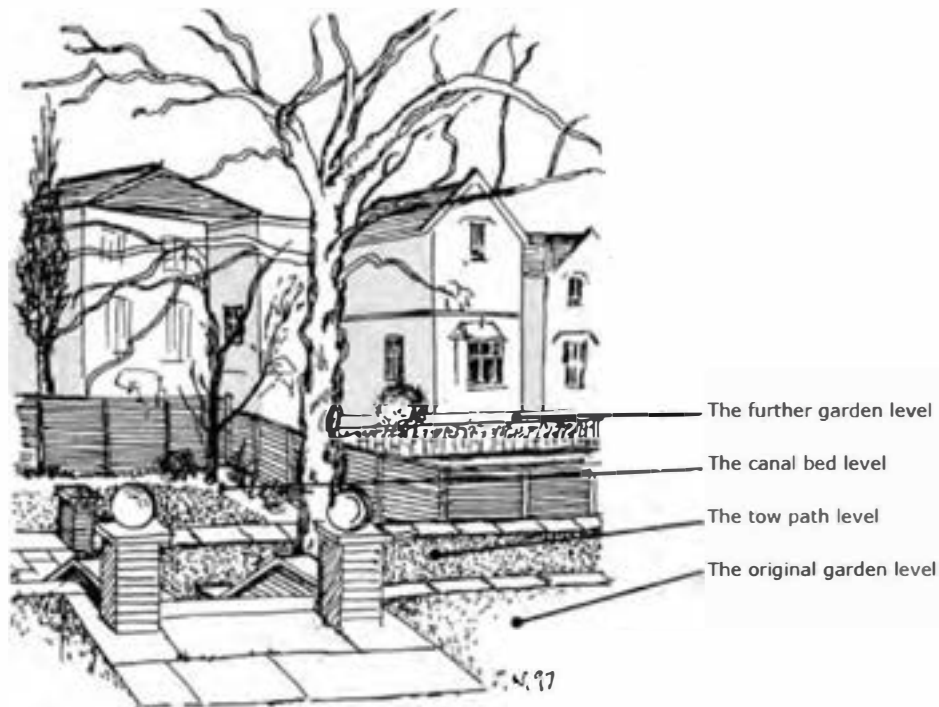 The further garden level
The canal bed level
The tow path level
The original garden level